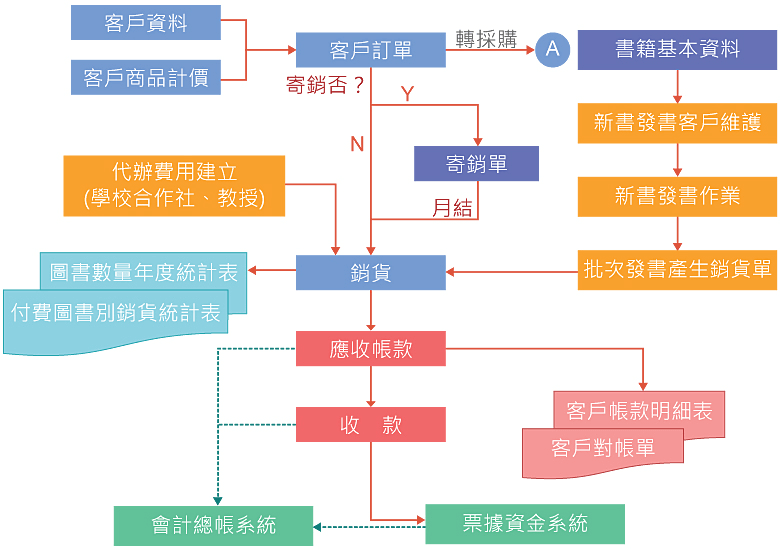 客戶資料
客戶商品計價
客戶訂單
轉採購
A
書籍基本資料
寄銷否？
Y
N
新書發書客戶維護
寄銷單
代辦費用建立
(學校合作社、教授)
新書發書作業
月結
圖書數量年度統計表
付費圖書別銷貨統計表
銷貨
批次發書產生銷貨單
應收帳款
收 款
客戶帳款明細表
客戶對帳單
會計總帳系統
票據資金系統